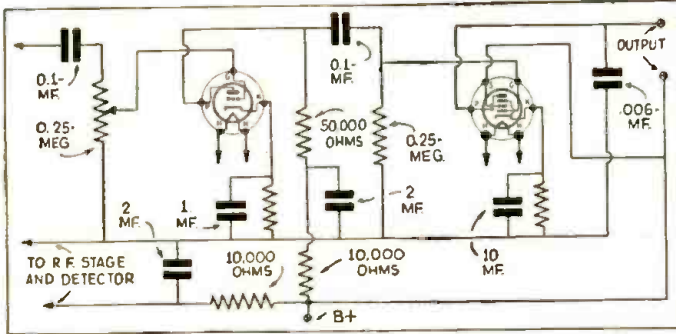 0.1-
MF.
0.25-
MEG.
G
P
K
H
H
0.1-
MF.
50,000
OHMS
0.25-
MEG.
G
P
K
H
H
OUTPUT
.006-
MF.
2
MF.
1
MF.
2
MF.
10
MF.
TO R.F. STAGE
AND DETECTOR
10,000
OHMS
10,000
OHMS
B+